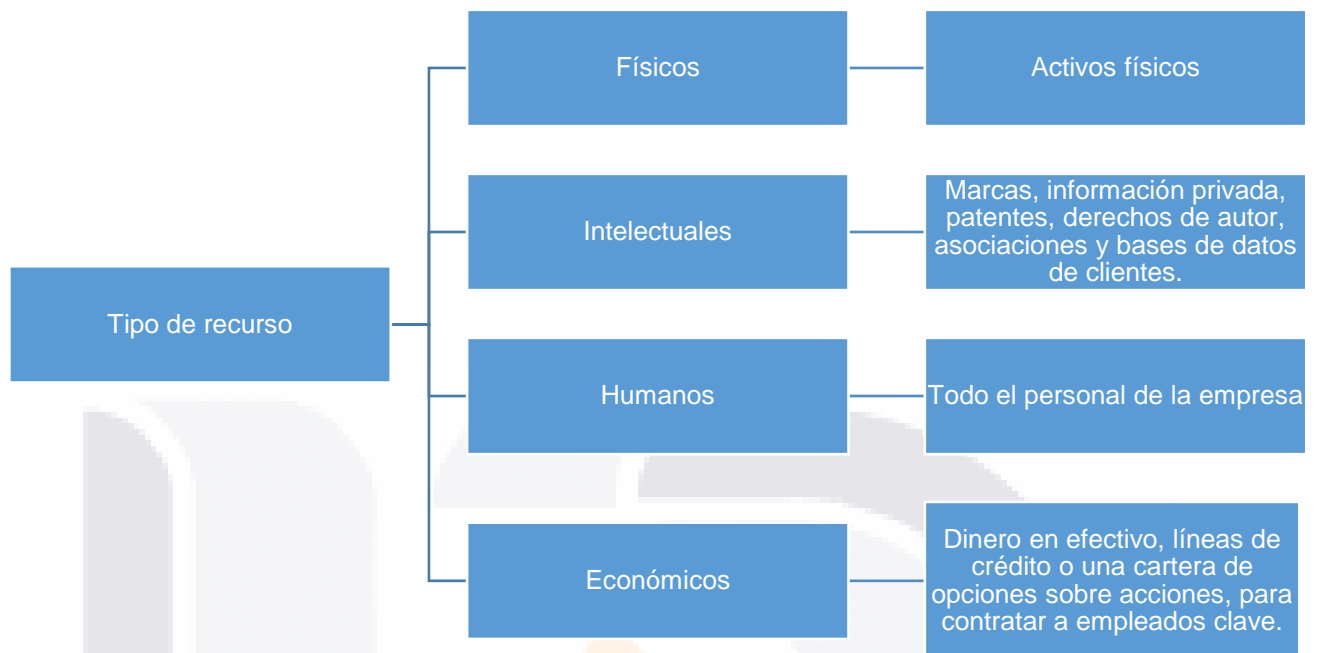 Tipo de recurso
Físicos
Activos físicos
Intelectuales
Marcas, información privada,
patentes, derechos de autor,
asociaciones y bases de datos
de clientes.
Humanos
Todo el personal de la empresa
Económicos
Dinero en efectivo, líneas de
crédito o una cartera de
opciones sobre acciones, para
contratar a empleados clave.